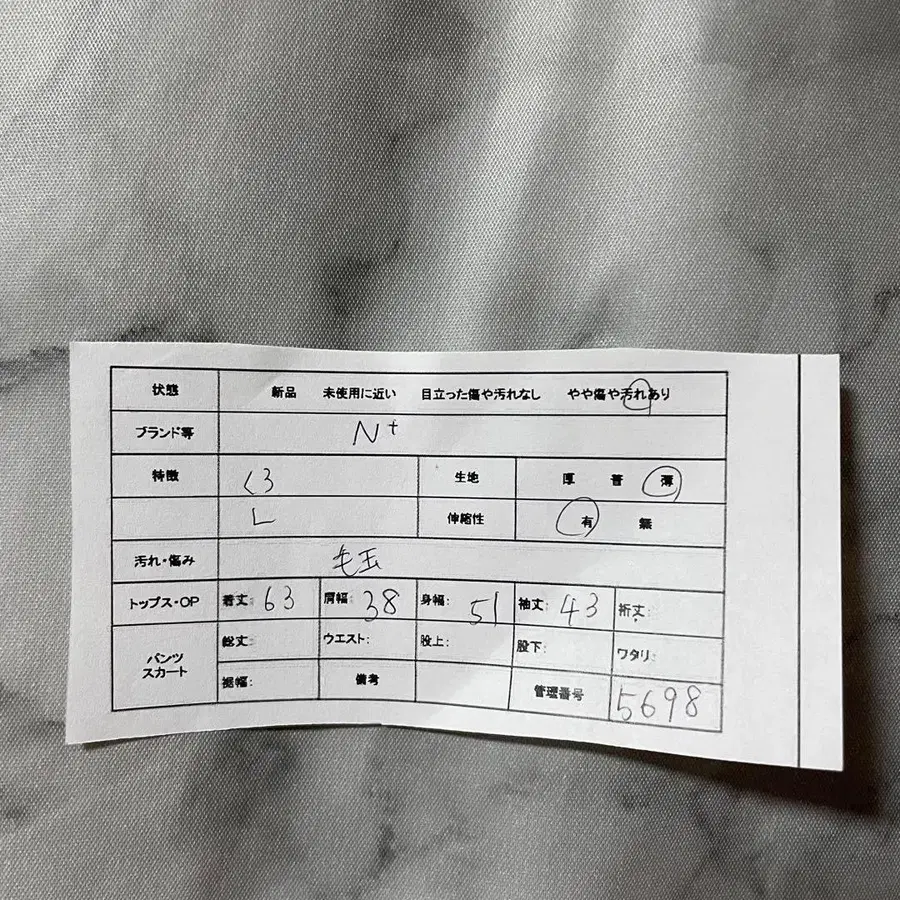 状態 新品 未使用に近い 目立った傷や汚れなし やや傷や汚れあり
ブランド等 N+
特徴 く3 生地 厚 普 薄
L 伸縮性 有 無
汚れ・傷み 毛玉
トップス・OP 着丈: 63 肩幅: 38 身幅: 51 袖丈: 43 裄丈:
パンツ スカート 総丈: ウエスト: 股上: 股下: ワタリ:
裾幅: 備考 管理番号 5698